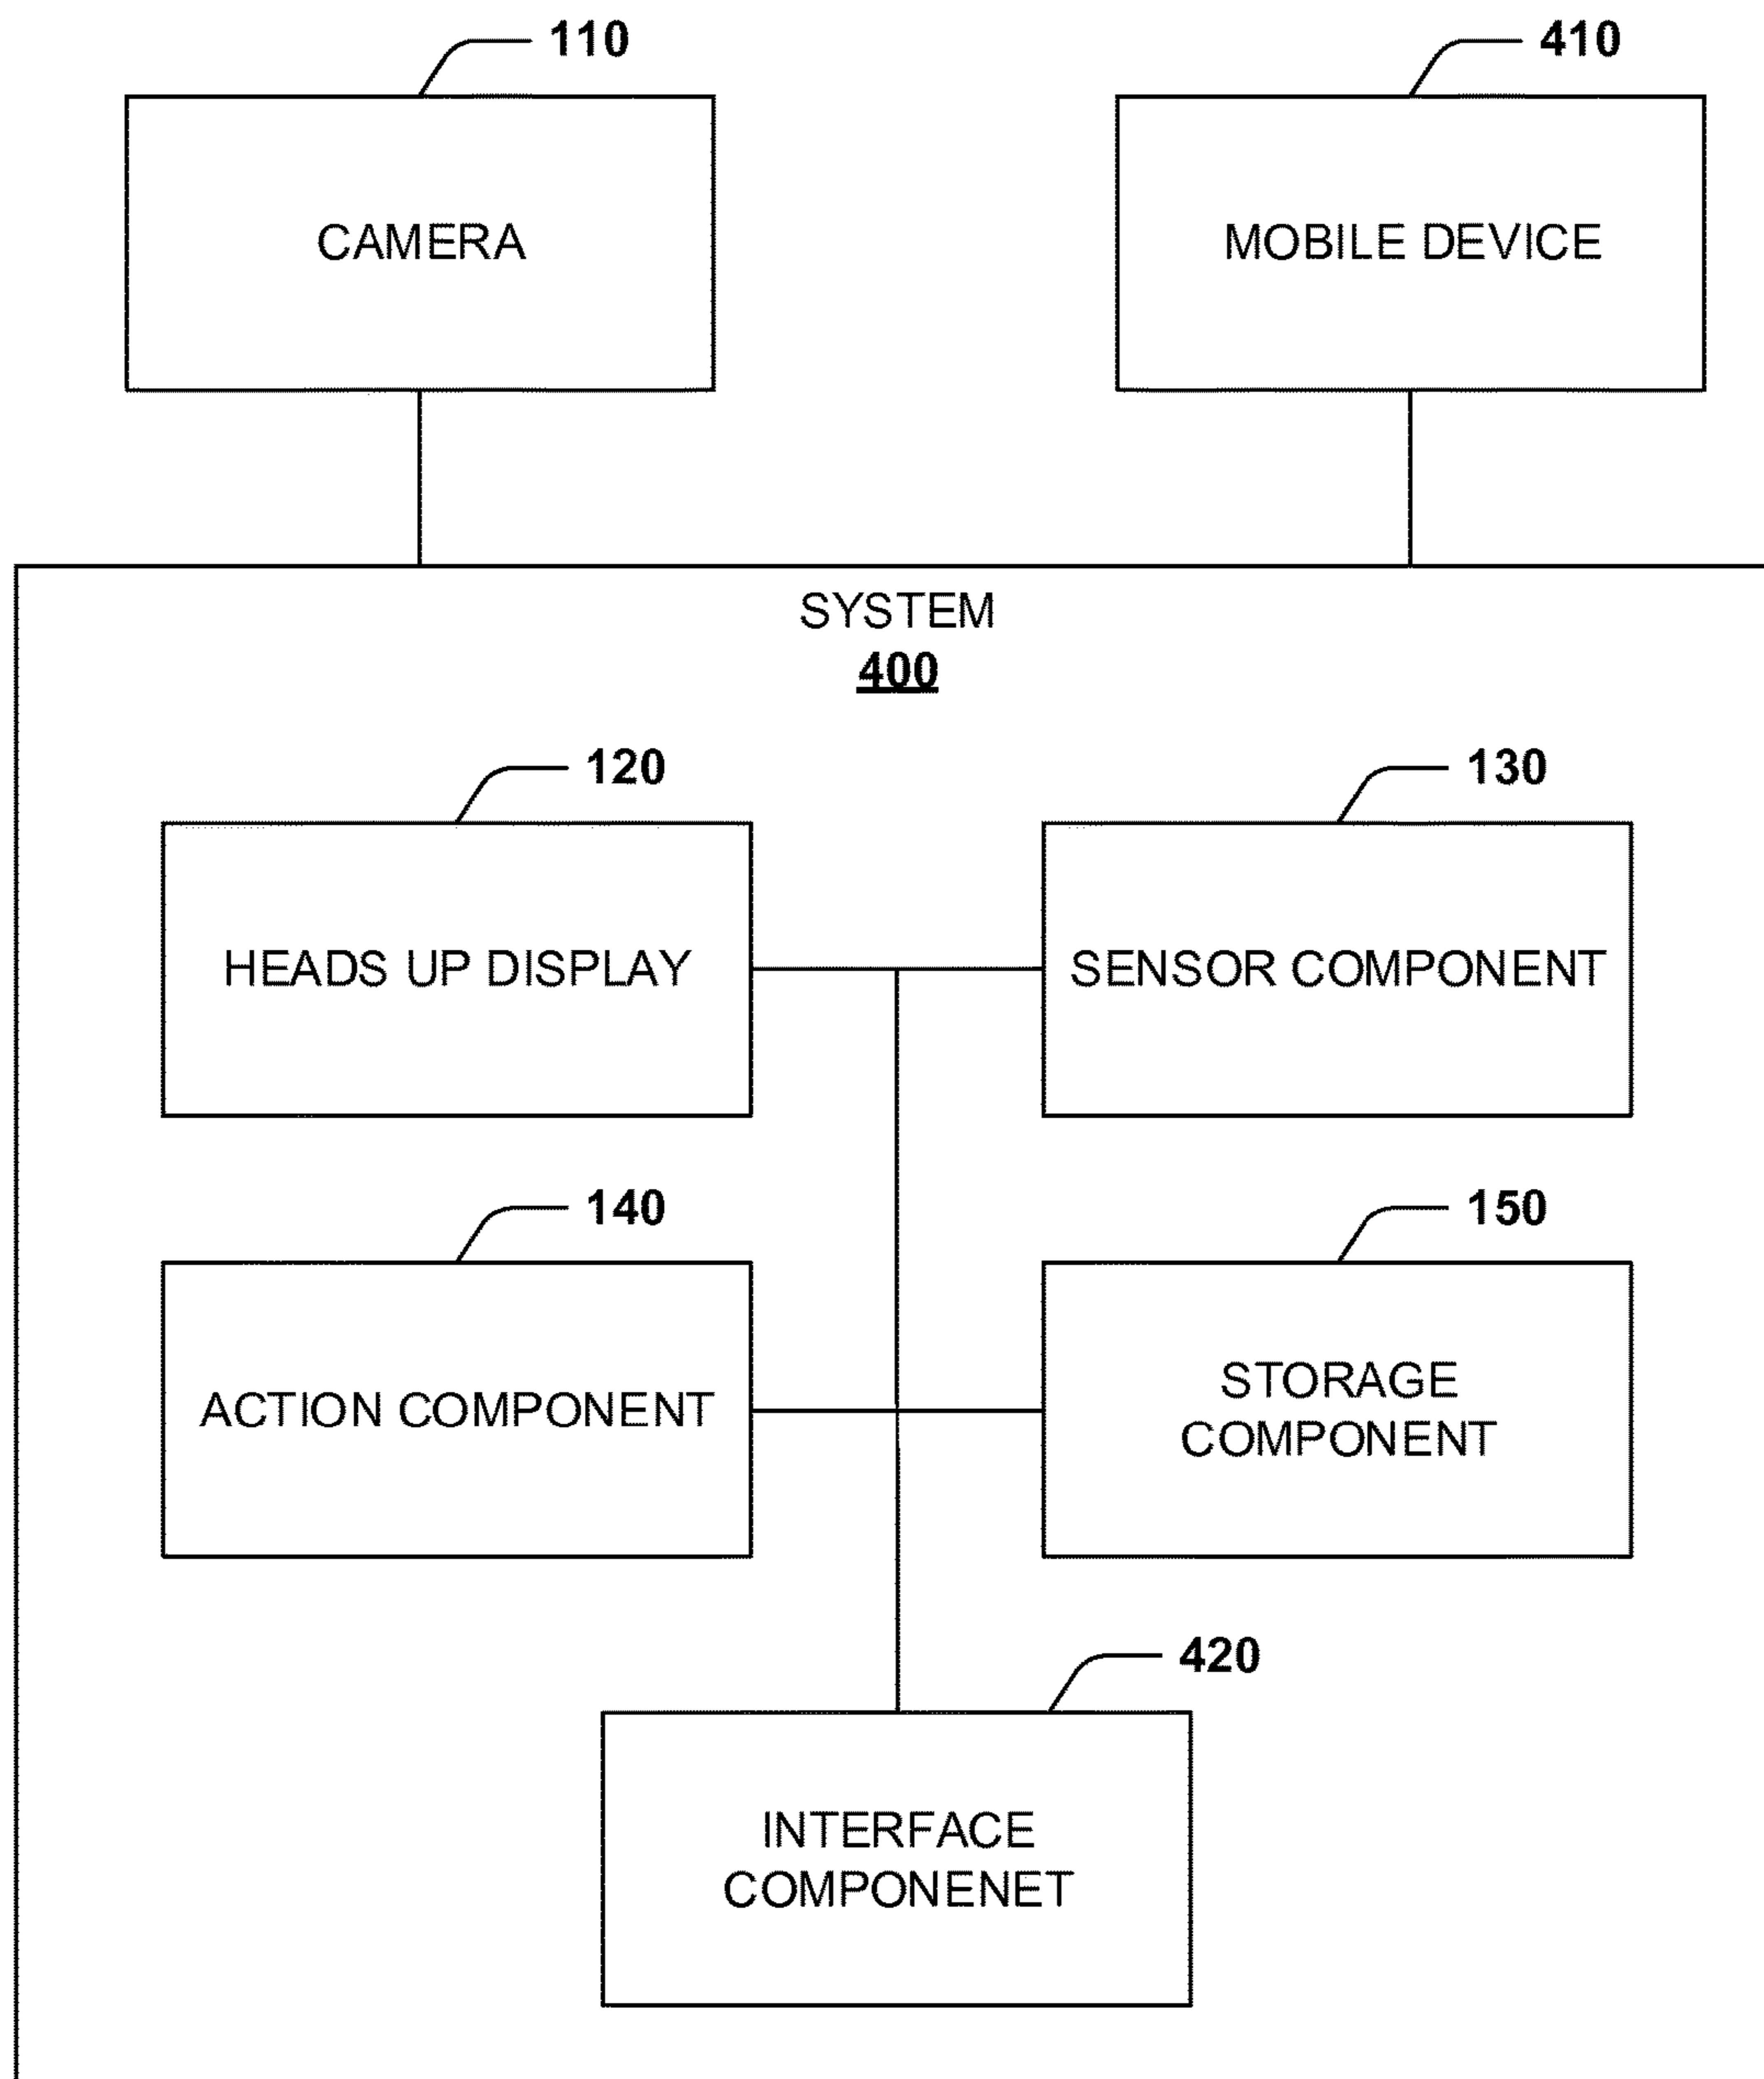 110
410
CAMERA
MOBILE DEVICE
SYSTEM
400
120
130
HEADS UP DISPLAY
SENSOR COMPONENT
140
150
ACTION COMPONENT
STORAGE
COMPONENT
420
INTERFACE
COMPONENET